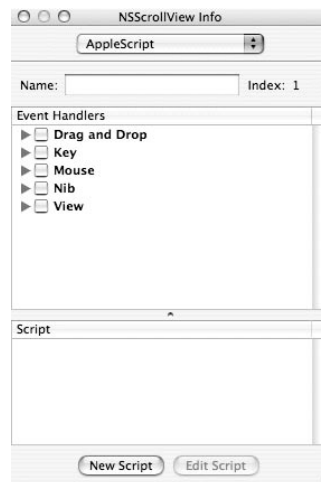 NSScrollView Info
AppleScript
Name: Index: 1
Event Handlers
Drag and Drop
Key
Mouse
Nib
View
Script
New Script Edit Script